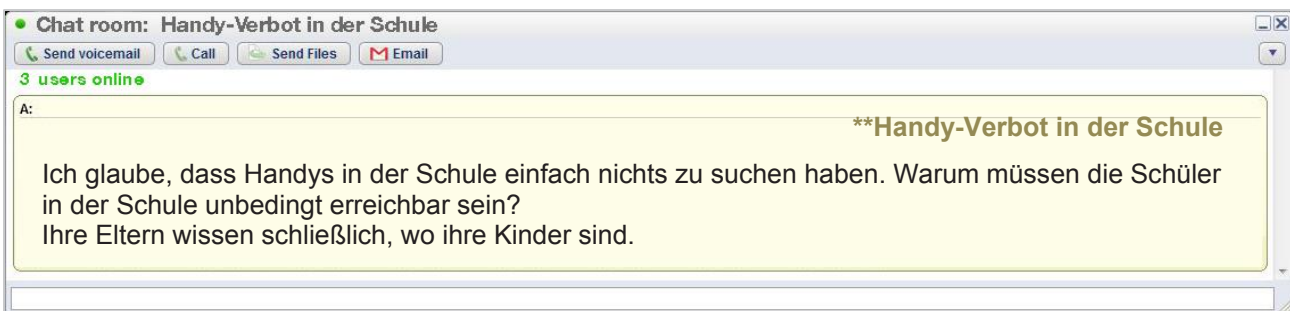 Chat room: Handy-Verbot in der Schule
Send voicemail Call Send Files Email
3 users online
A:
**Handy-Verbot in der Schule
Ich glaube, dass Handys in der Schule einfach nichts zu suchen haben. Warum müssen die Schüler
in der Schule unbedingt erreichbar sein?
Ihre Eltern wissen schließlich, wo ihre Kinder sind.